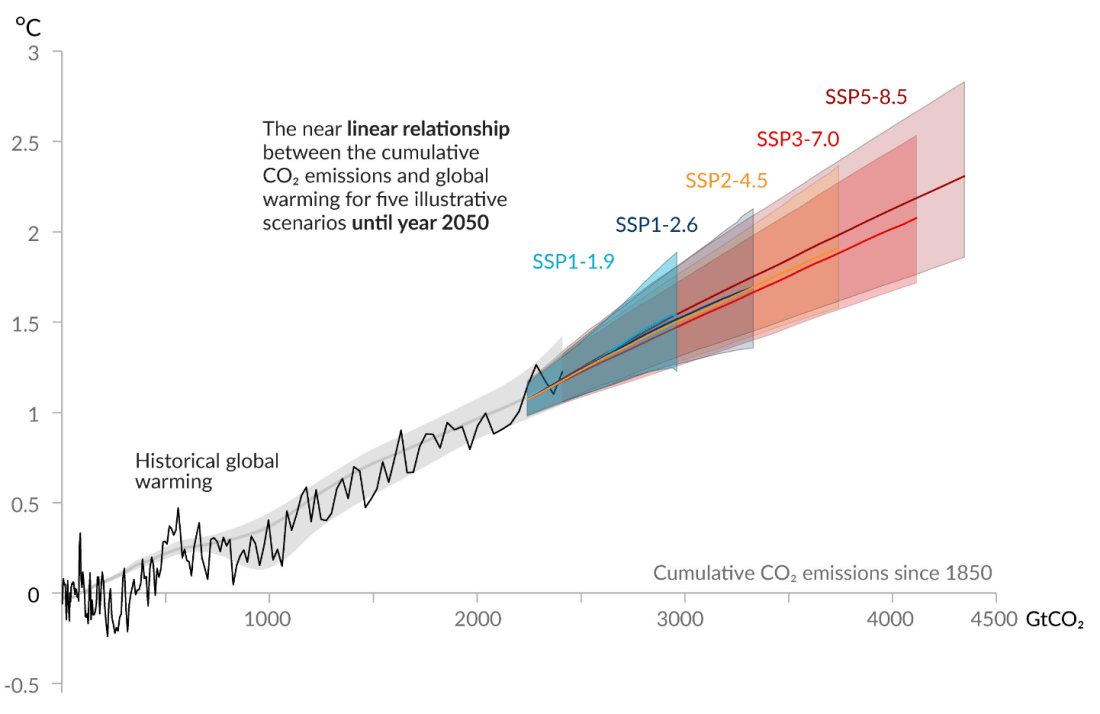 ºC
3
SSP5-8.5
The near linear relationship
between the cumulative
CO₂ emissions and global
warming for five illustrative
scenarios until year 2050
SSP3-7.0
2.5
SSP2-4.5
2
SSP1-2.6
SSP1-1.9
1.5
1
Historical global
warming
0.5
Cumulative CO₂ emissions since 1850
0
1000
2000
3000
4000
4500 GtCO₂
-0.5